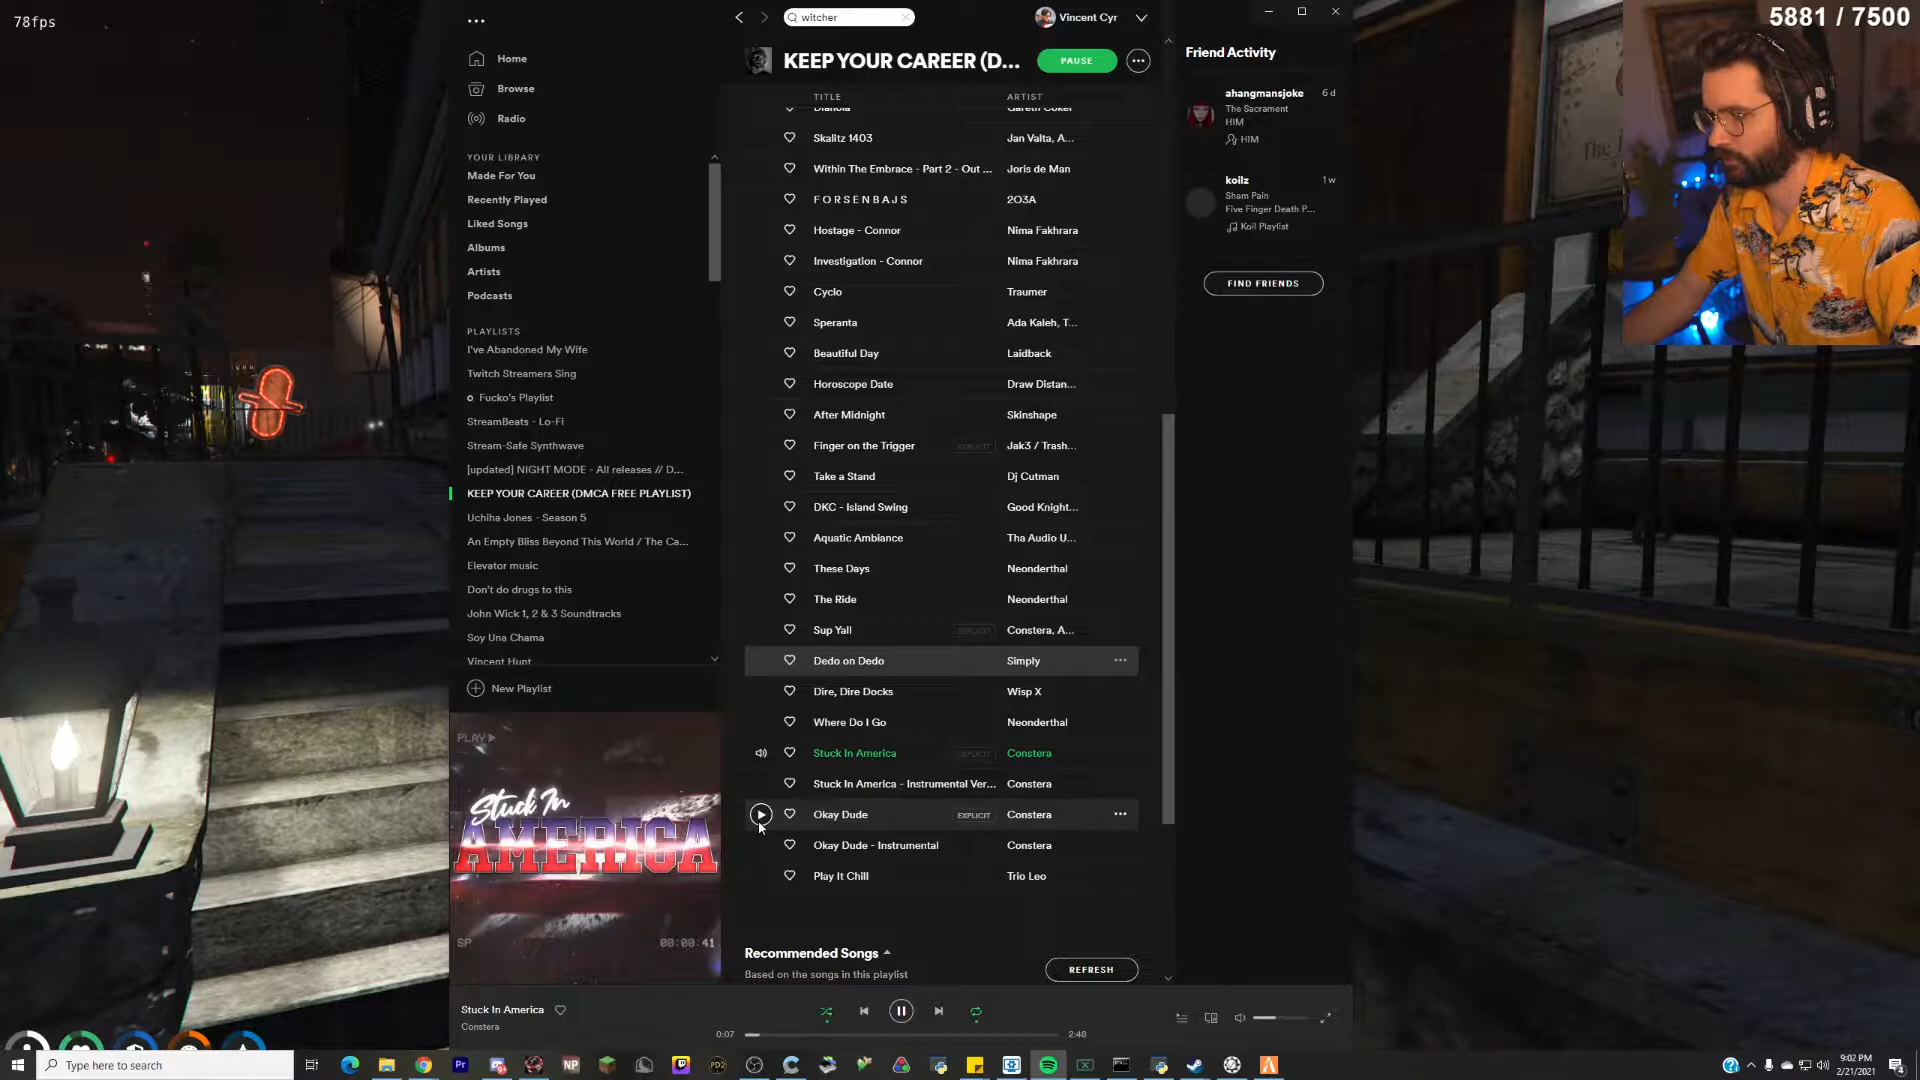 78fps
5881 / 7500
witcher
Vincent Cyr
Home
Browse
Radio
YOUR LIBRARY
Made For You
Recently Played
Liked Songs
Albums
Artists
Podcasts
PLAYLISTS
I've Abandoned My Wife
Twitch Streamers Sing
Fucko's Playlist
StreamBeats - Lo-Fi
Stream-Safe Synthwave
[updated] NIGHT MODE - All releases // D...
KEEP YOUR CAREER (DMCA FREE PLAYLIST)
Uchiha Jones - Season 5
An Empty Bliss Beyond This World / The Ca...
Elevator music
Don't do drugs to this
John Wick 1, 2 & 3 Soundtracks
Soy Una Chama
Vincent Hunt
New Playlist
PLAY
Stuck In
AMERICA
SP
00:00:41
KEEP YOUR CAREER (D...
PAUSE
TITLE ARTIST
Gareth Coker
Skalitz 1403 Jan Valta, A...
Within The Embrace - Part 2 - Out ... Joris de Man
F O R S E N B A J S 2O3A
Hostage - Connor Nima Fakhrara
Investigation - Connor Nima Fakhrara
Cyclo Traumer
Speranta Ada Kaleh, T...
Beautiful Day Laidback
Horoscope Date Draw Distan...
After Midnight Skinshape
Finger on the Trigger EXPLICIT Jak3 / Trash...
Take a Stand Dj Cutman
DKC - Island Swing Good Knight...
Aquatic Ambiance Tha Audio U...
These Days Neonderthal
The Ride Neonderthal
Sup Yall EXPLICIT Constera, A...
Dedo on Dedo Simply
Dire, Dire Docks Wisp X
Where Do I Go Neonderthal
Stuck In America EXPLICIT Constera
Stuck In America - Instrumental Ver... Constera
Okay Dude EXPLICIT Constera
Okay Dude - Instrumental Constera
Play It Chill Trio Leo
Recommended Songs
Based on the songs in this playlist
REFRESH
Friend Activity
ahangmansjoke 6 d
The Sacrament
HIM
HIM
koilz 1 w
Sham Pain
Five Finger Death P...
Koil Playlist
FIND FRIENDS
Stuck In America
Constera
0:07
2:48
Type here to search
Pr
NP
PD2
9:02 PM
2/21/2021